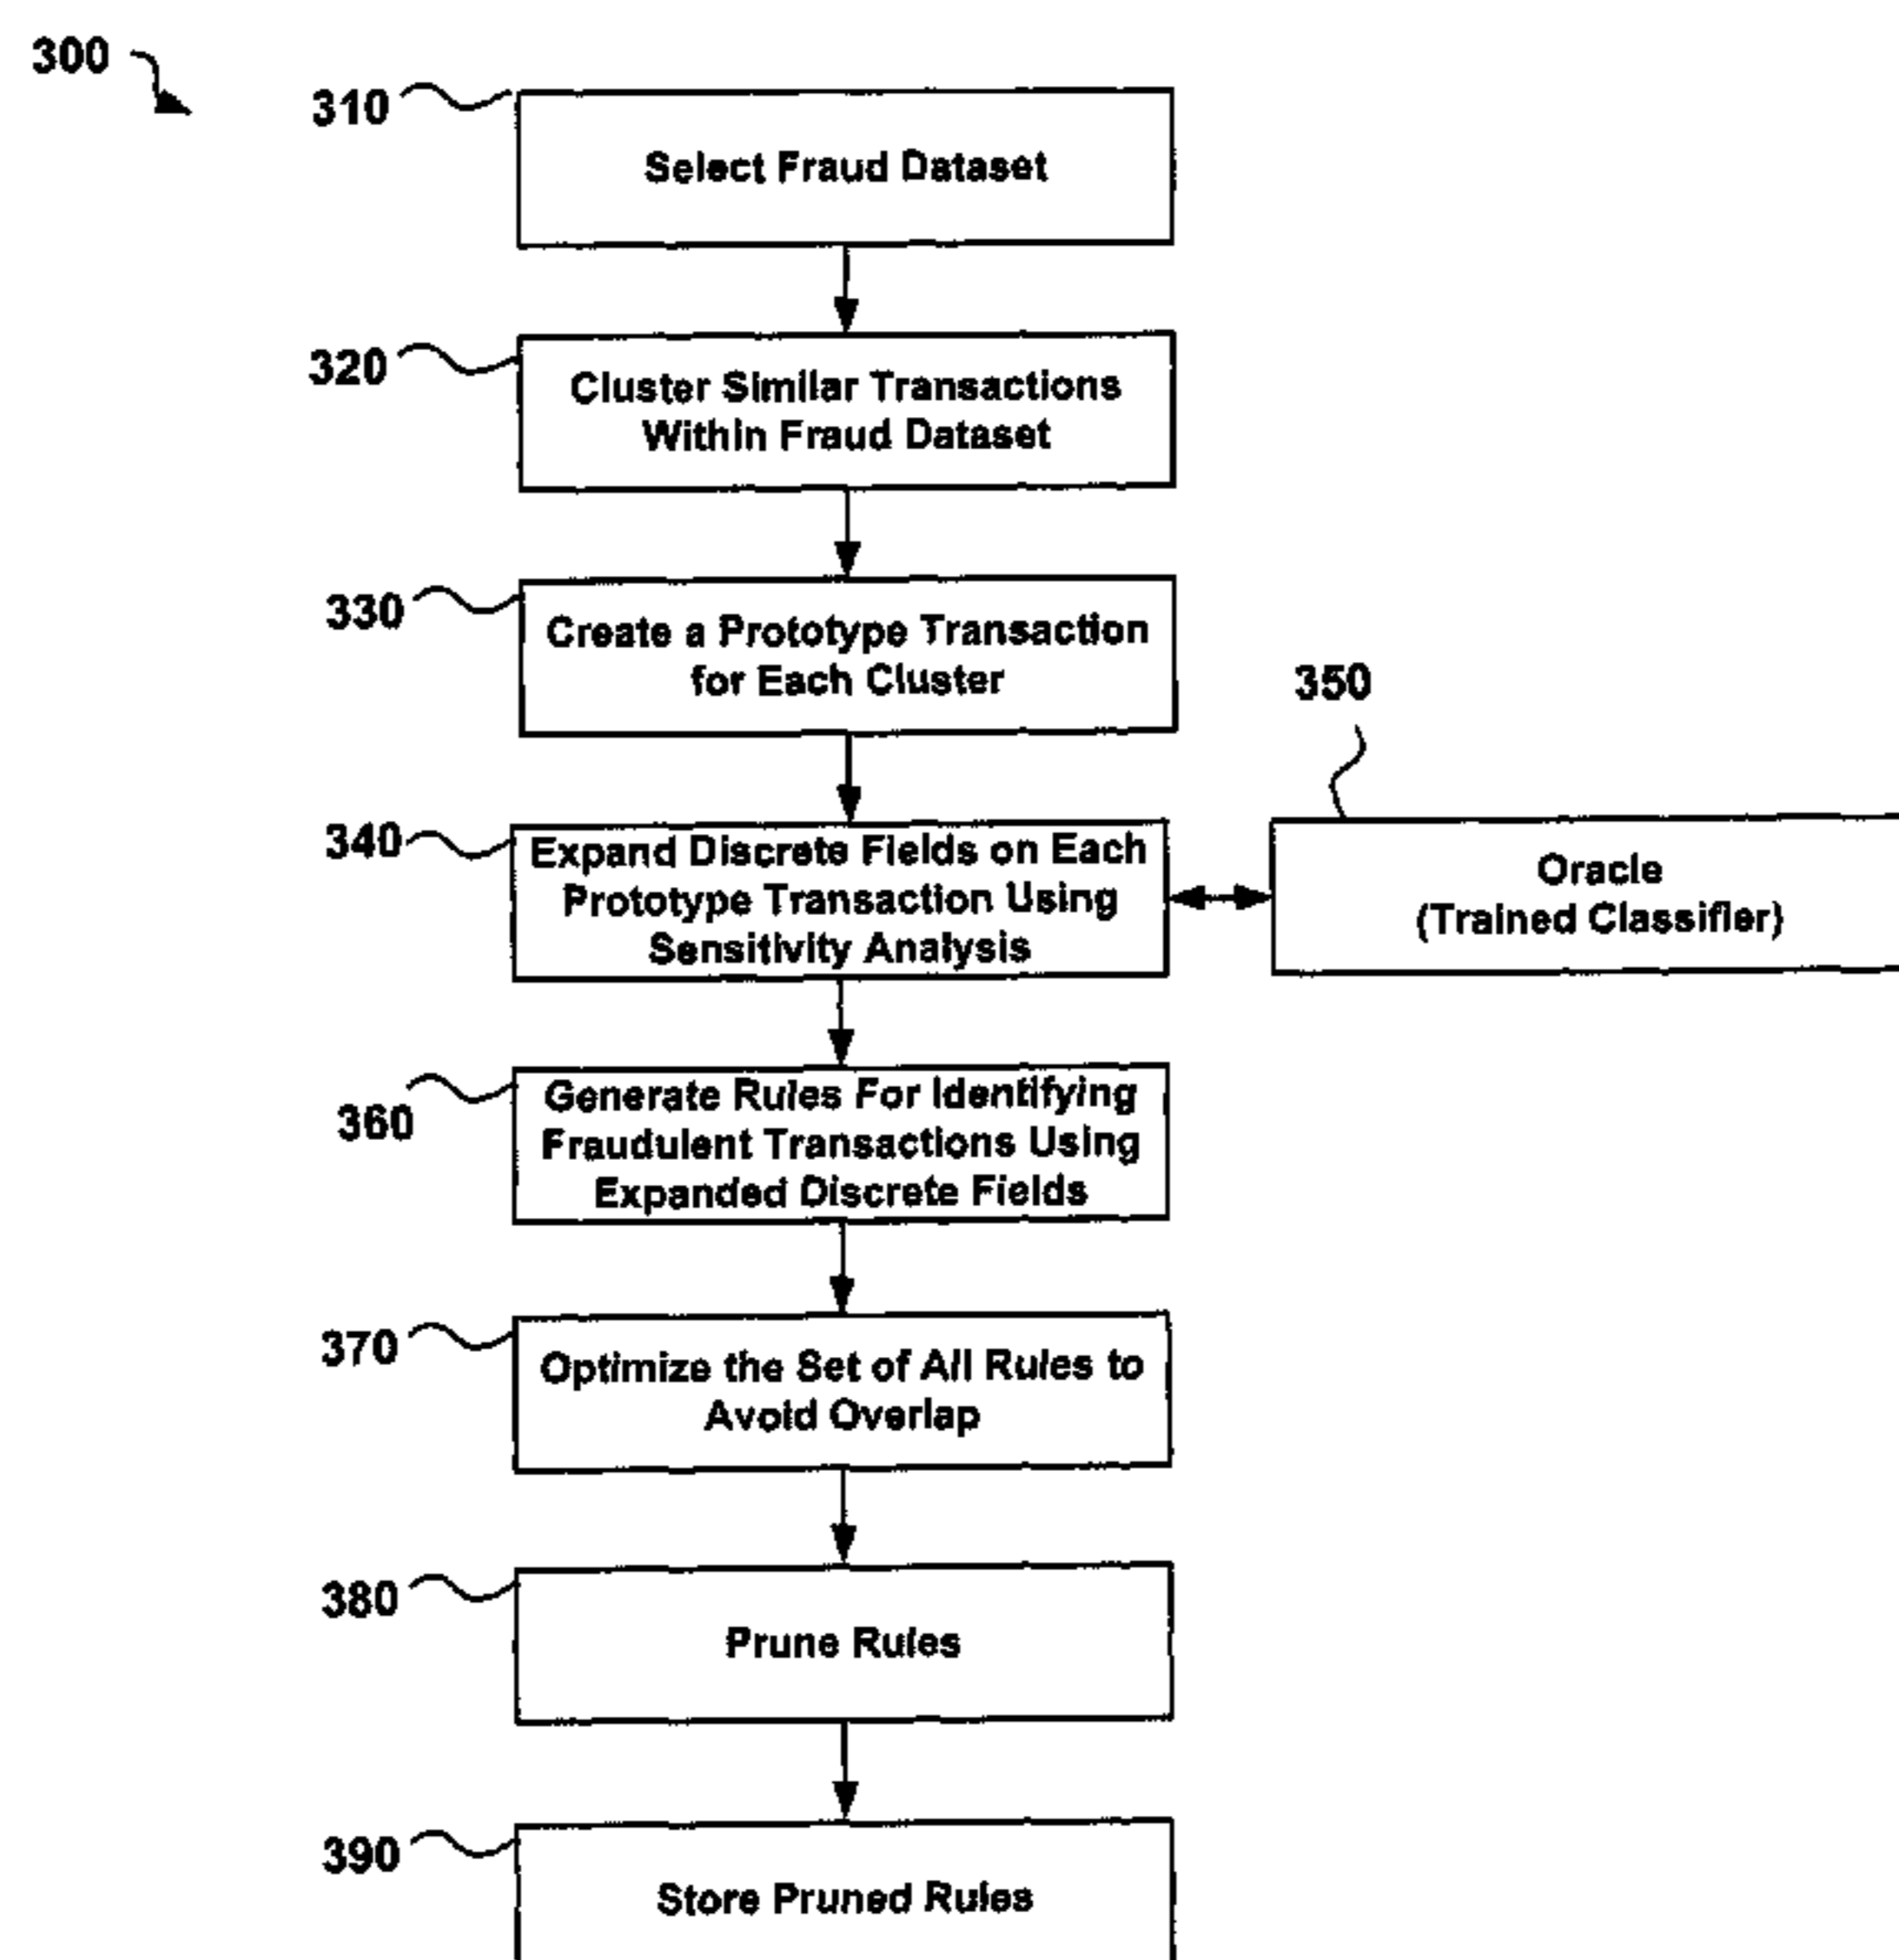 300
310
Select Fraud Dataset
320
Cluster Similar Transactions
Within Fraud Dataset
330
Create a Prototype Transaction
for Each Cluster
340
Expand Discrete Fields on Each
Prototype Transaction Using
Sensitivity Analysis
350
Oracle
(Trained Classifier)
360
Generate Rules For Identifying
Fraudulent Transactions Using
Expanded Discrete Fields
370
Optimize the Set of All Rules to
Avoid Overlap
380
Prune Rules
390
Store Pruned Rules